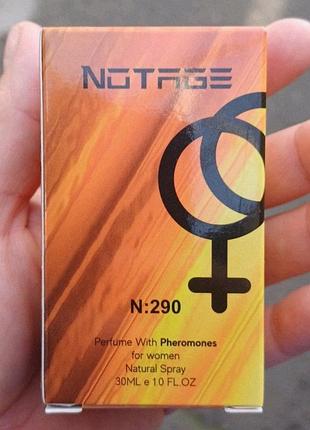 NOTAGE
N:290
Perfume With Pheromones
for women
Natural Spray
30ML e 1.0 FL.OZ